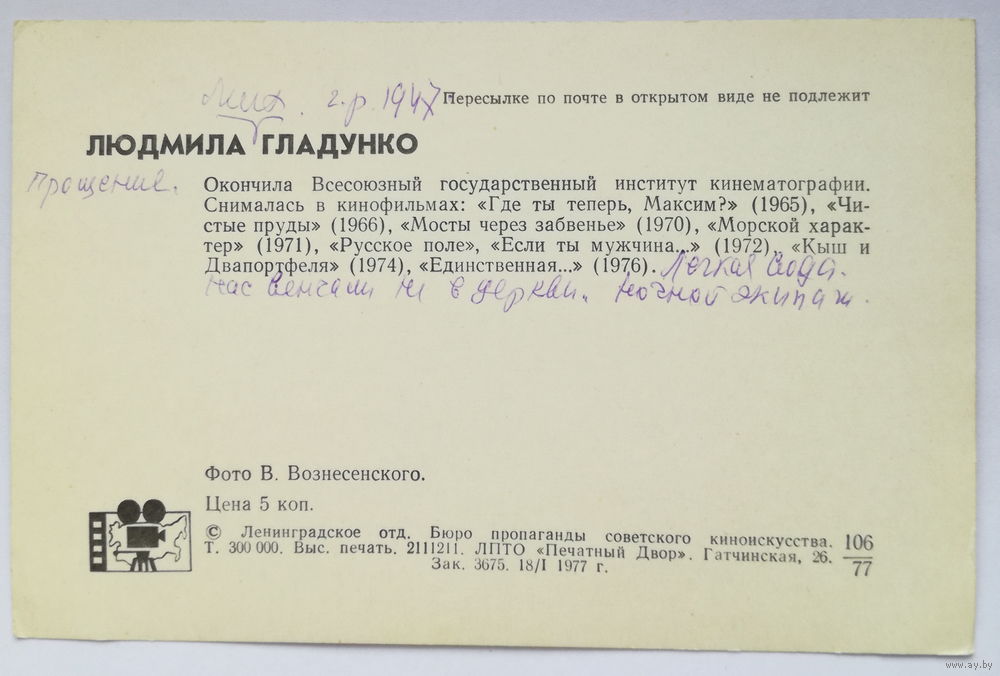 Мих. г.р. 1947
Пересылке по почте в открытом виде не подлежит
ЛЮДМИЛА ГЛАДУНКО
Прощение.
Окончила Всесоюзный государственный институт кинематографии.
Снималась в кинофильмах: «Где ты теперь, Максим?» (1965), «Чи-
стые пруды» (1966), «Мосты через забвенье» (1970), «Морской харак-
тер» (1971), «Русское поле», «Если ты мужчина...» (1972), «Кыш и
Двапортфеля» (1974), «Единственная...» (1976). Легкая вода.
Нас венчали не в церкви. Ночной экипаж.
Фото В. Вознесенского.
Цена 5 коп.
© Ленинградское отд. Бюро пропаганды советского киноискусства.
Т. 300 000. Выс. печать. 2111211. ЛПТО «Печатный Двор». Гатчинская, 26.
Зак. 3675. 18/I 1977 г.
106
77
www.ay.by